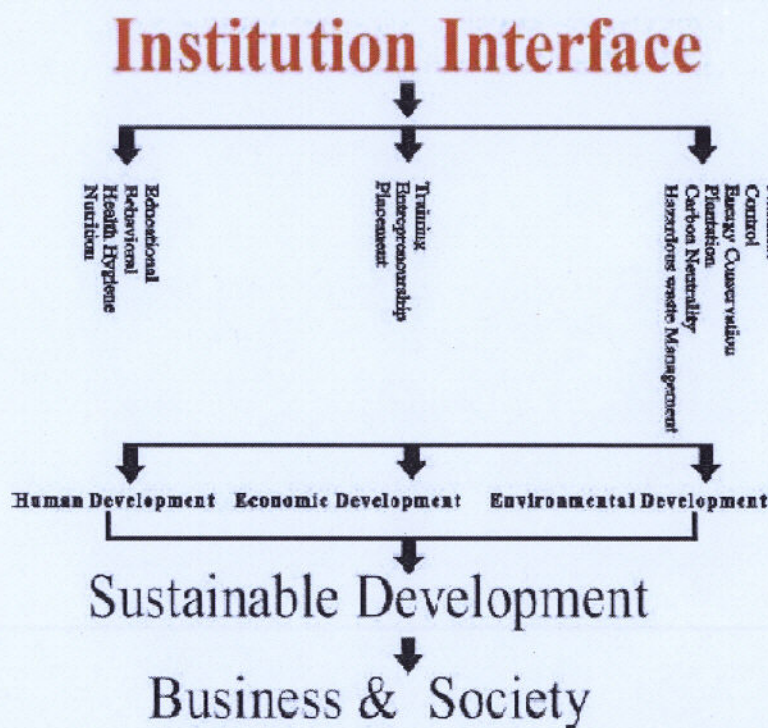 Institution Interface
Educational
Behavioral
Health Hygiene
Nutrition
Training
Entrepreneurship
Placement
Control
Energy Conservation
Plantation
Carbon Neutrality
Hazardous waste Management
Human Development Economic Development Environmental Development
Sustainable Development
Business & Society